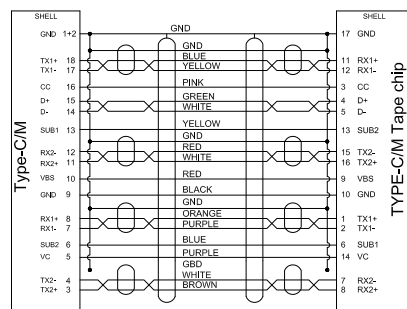 SHELL SHELL
GND 1+2 GND 17 GND
GND
TX1+ 18 BLUE 11 RX1+
TX1- 17 YELLOW 12 RX1-
CC 16 PINK 3 CC
D+ 15 GREEN 4 D+
D- 14 WHITE 5 D-
SUB1 13 YELLOW 13 SUB2
GND
RX2- 12 RED 15 TX2-
RX2+ 11 WHITE 16 TX2+
VBS 10 RED 9 VBS
GND 9 BLACK 10 GND
GND
RX1+ 8 ORANGE 1 TX1+
RX1- 7 PURPLE 2 TX1-
SUB2 6 BLUE 6 SUB1
VC 5 PURPLE 14 VC
GBD
TX2- 4 WHITE 7 RX2-
TX2+ 3 BROWN 8 RX2+
Type-C/M
TYPE-C/M Tape chip